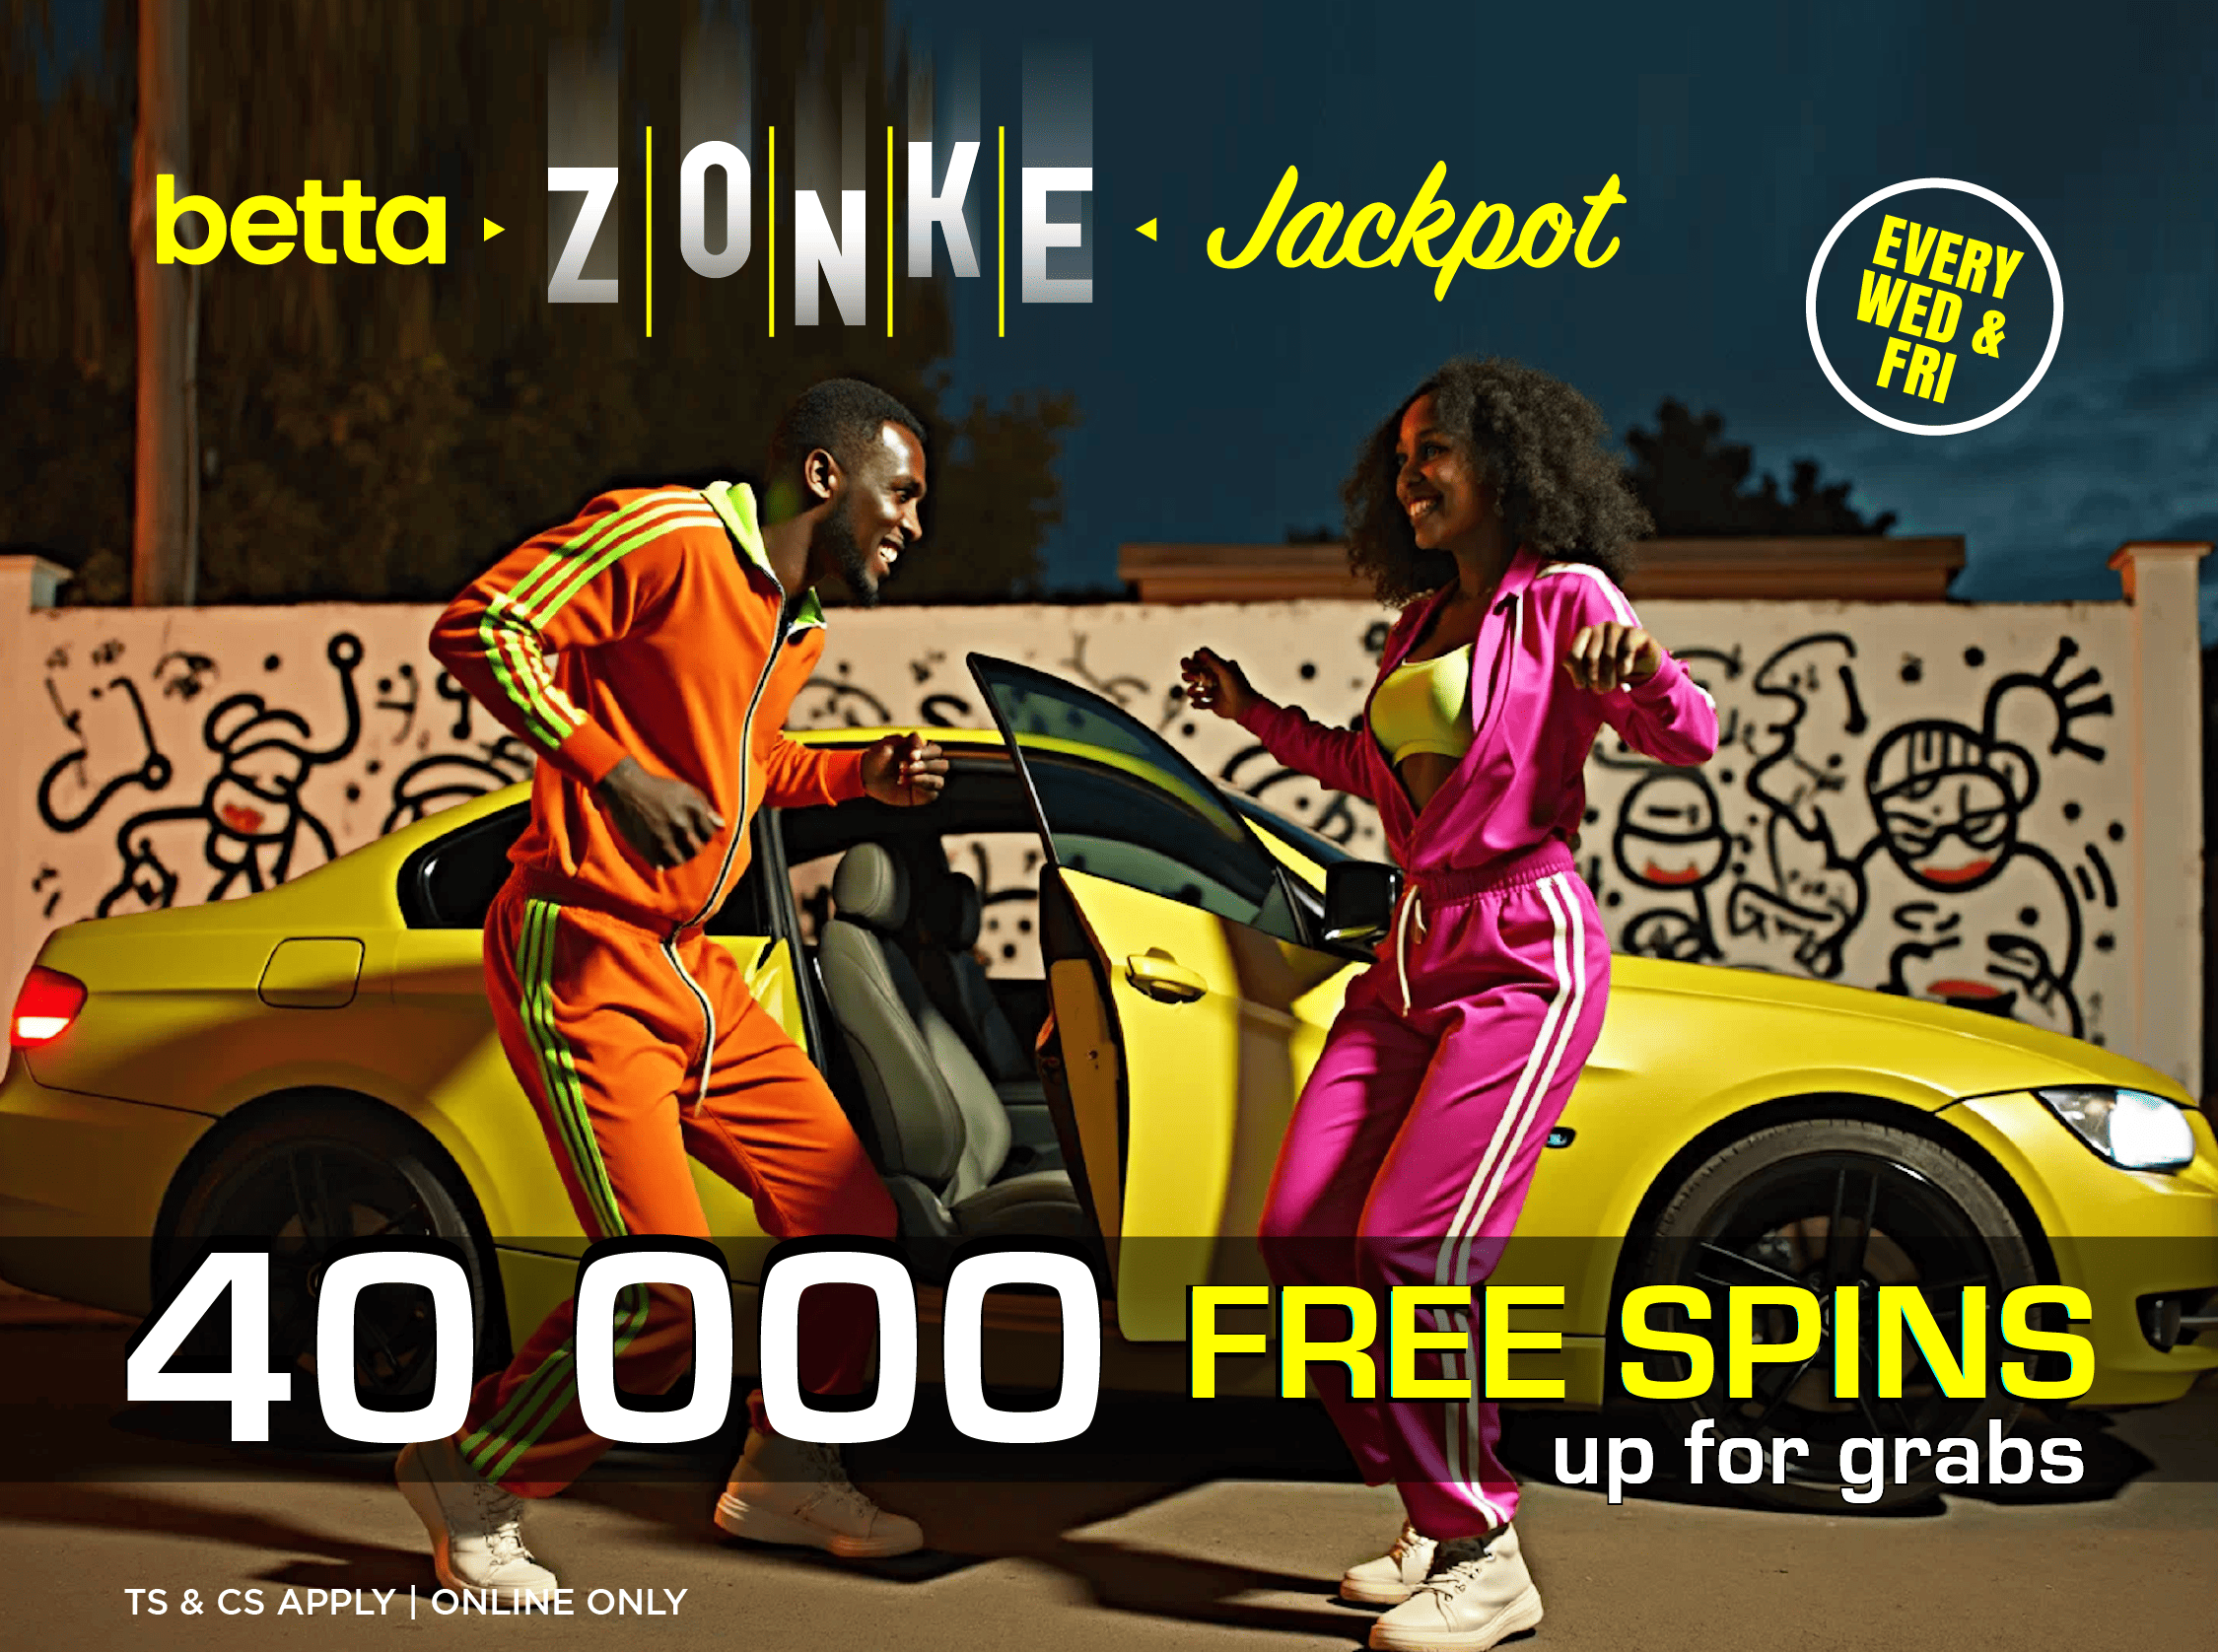 betta ZONKE Jackpot
EVERY
WED &
FRI
40 000 FREE SPINS
up for grabs
TS & CS APPLY | ONLINE ONLY